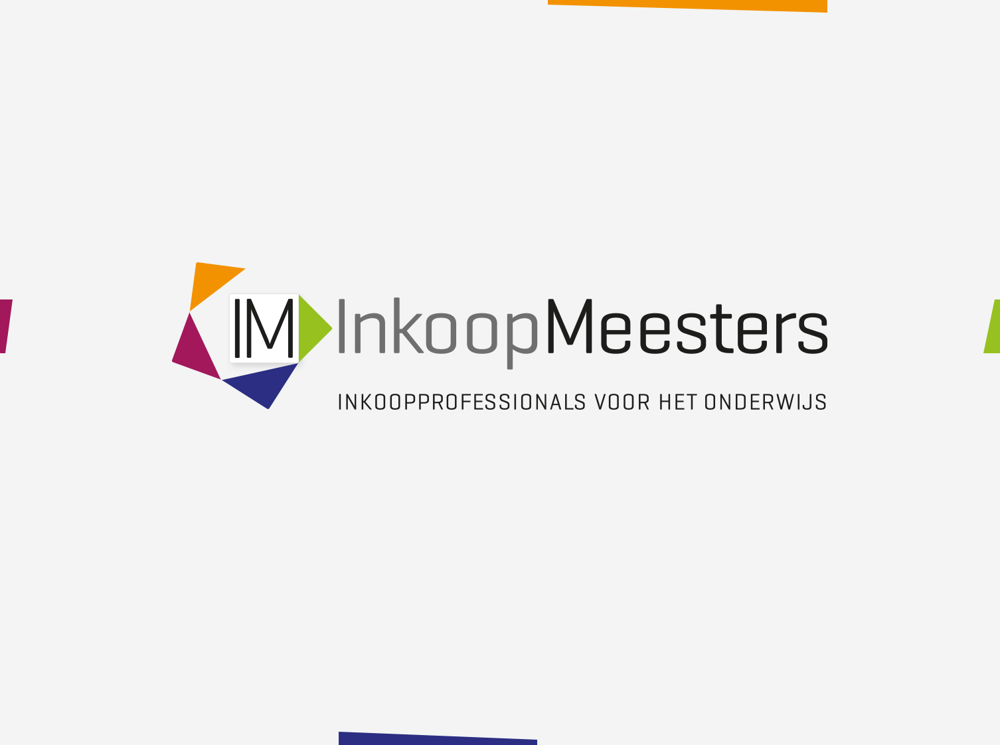 IM InkoopMeesters
INKOOPPROFESSIONALS VOOR HET ONDERWIJS